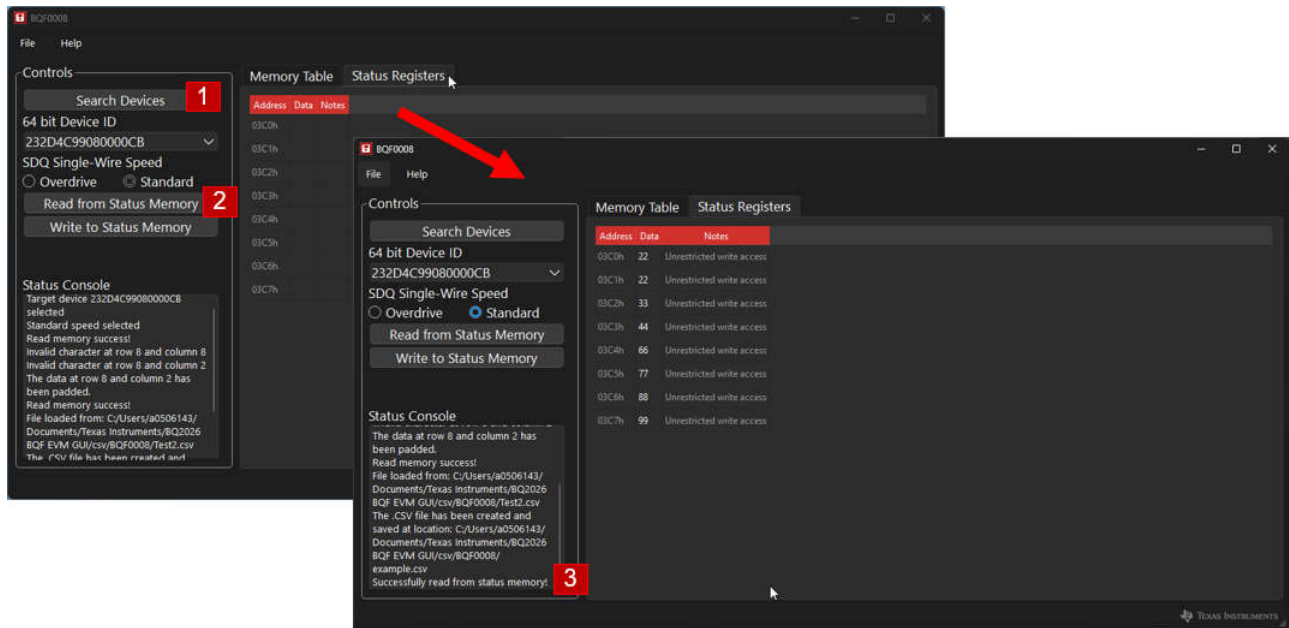 BQF0008
File Help
Controls
Search Devices 1
64 bit Device ID
232D4C99080000CB
SDQ Single-Wire Speed
Overdrive Standard
Read from Status Memory 2
Write to Status Memory
Status Console
Target device 232D4C99080000CB
selected
Standard speed selected
Read memory success!
Invalid character at row 8 and column 8
Invalid character at row 8 and column 2
The data at row 8 and column 2 has
been padded.
Read memory success!
File loaded from: C:/Users/a0506143/
Documents/Texas Instruments/BQ2026
BQF EVM GUI/csv/BQF0008/Test2.csv
The .CSV file has been created and
Memory Table Status Registers
Address Data Notes
03C0h
03C1h
03C2h
03C3h
03C4h
03C5h
03C6h
03C7h
BQF0008
File Help
Controls
Search Devices
64 bit Device ID
232D4C99080000CB
SDQ Single-Wire Speed
Overdrive Standard
Read from Status Memory
Write to Status Memory
Status Console
The data at row 8 and column 2 has
been padded.
Read memory success!
File loaded from: C:/Users/a0506143/
Documents/Texas Instruments/BQ2026
BQF EVM GUI/csv/BQF0008/Test2.csv
The .CSV file has been created and
saved at location: C:/Users/a0506143/
Documents/Texas Instruments/BQ2026
BQF EVM GUI/csv/BQF0008/
example.csv
Successfully read from status memory! 3
Memory Table Status Registers
Address Data Notes
03C0h 22 Unrestricted write access
03C1h 22 Unrestricted write access
03C2h 33 Unrestricted write access
03C3h 44 Unrestricted write access
03C4h 66 Unrestricted write access
03C5h 77 Unrestricted write access
03C6h 88 Unrestricted write access
03C7h 99 Unrestricted write access
TEXAS INSTRUMENTS